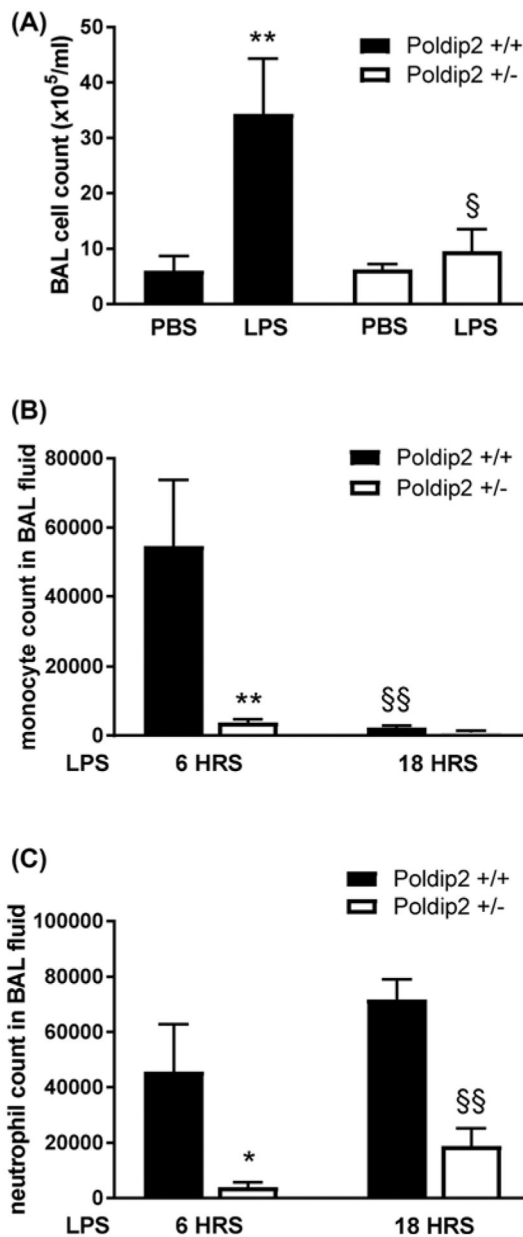 (A)
BAL cell count (x10⁵/ml)
50
40
30
20
10
0
**
§
Poldip2 +/+
Poldip2 +/-
PBS LPS PBS LPS
(B)
monocyte count in BAL fluid
80000
60000
40000
20000
0
Poldip2 +/+
Poldip2 +/-
**
§§
LPS 6 HRS 18 HRS
(C)
neutrophil count in BAL fluid
100000
80000
60000
40000
20000
0
Poldip2 +/+
Poldip2 +/-
*
§§
LPS 6 HRS 18 HRS